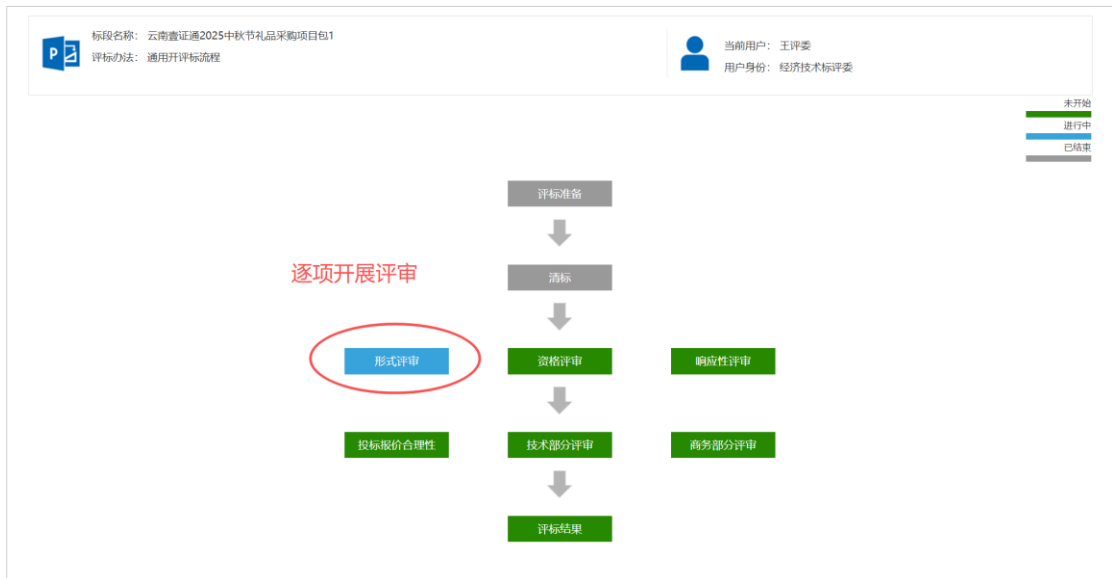 标段名称： 云南壹证通2025中秋节礼品采购项目包1
评标办法： 通用开评标流程
当前用户： 王评委
用户身份： 经济技术标评委
未开始
进行中
已结束
评标准备
清标
逐项开展评审
形式评审
资格评审
响应性评审
投标报价合理性
技术部分评审
商务部分评审
评标结果